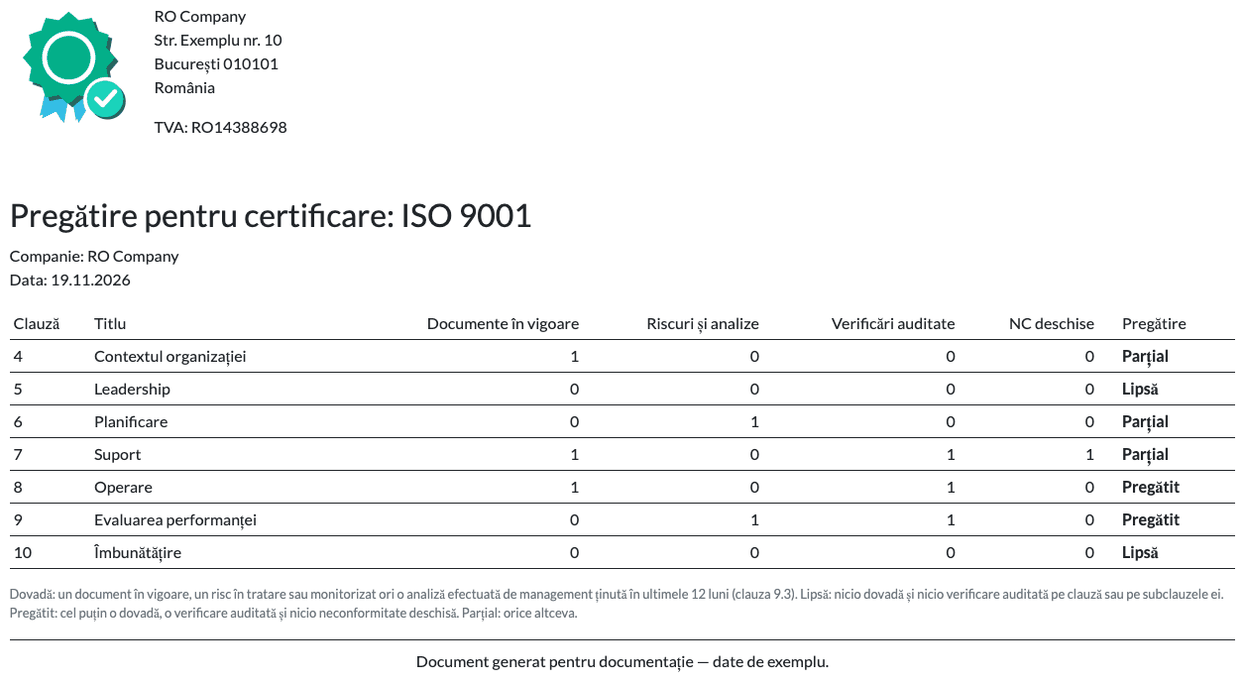 RO Company
Str. Exemplu nr. 10
București 010101
România
TVA: RO14388698
Pregătire pentru certificare: ISO 9001
Companie: RO Company
Data: 19.11.2026
Clauză Titlu Documente în vigoare Riscuri și analize Verificări auditate NC deschise Pregătire
4 Contextul organizației 1 0 0 0 Parțial
5 Leadership 0 0 0 0 Lipsă
6 Planificare 0 1 0 0 Parțial
7 Suport 1 0 1 1 Parțial
8 Operare 1 0 1 0 Pregătit
9 Evaluarea performanței 0 1 1 0 Pregătit
10 Îmbunătățire 0 0 0 0 Lipsă
Dovadă: un document în vigoare, un risc în tratare sau monitorizat ori o analiză efectuată de management ținută în ultimele 12 luni (clauza 9.3). Lipsă: nicio dovadă și nicio verificare auditată pe clauză sau pe subclauzele ei.
Pregătit: cel puțin o dovadă, o verificare auditată și nicio neconformitate deschisă. Parțial: orice altceva.
Document generat pentru documentație — date de exemplu.